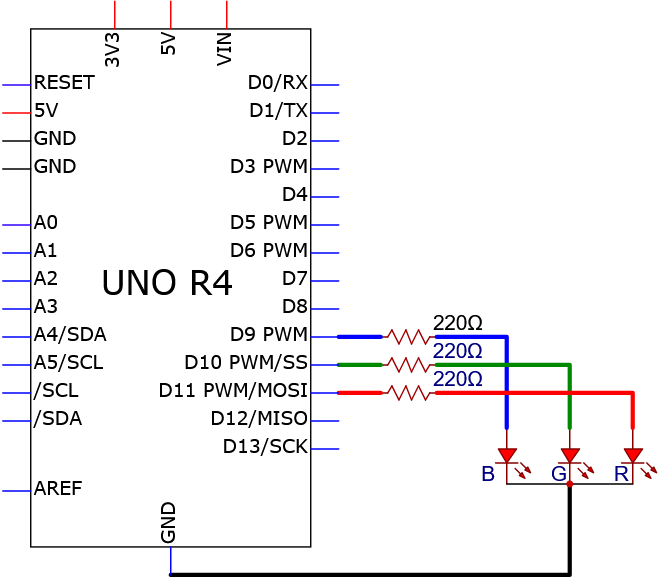 3V3
5V
VIN
RESET
D0/RX
5V
D1/TX
GND
D2
GND
D3 PWM
D4
A0
D5 PWM
A1
D6 PWM
A2
D7
UNO R4
A3
D8
220Ω
A4/SDA
D9 PWM
220Ω
A5/SCL
D10 PWM/SS
220Ω
/SCL
D11 PWM/MOSI
/SDA
D12/MISO
D13/SCK
B
G
R
AREF
GND